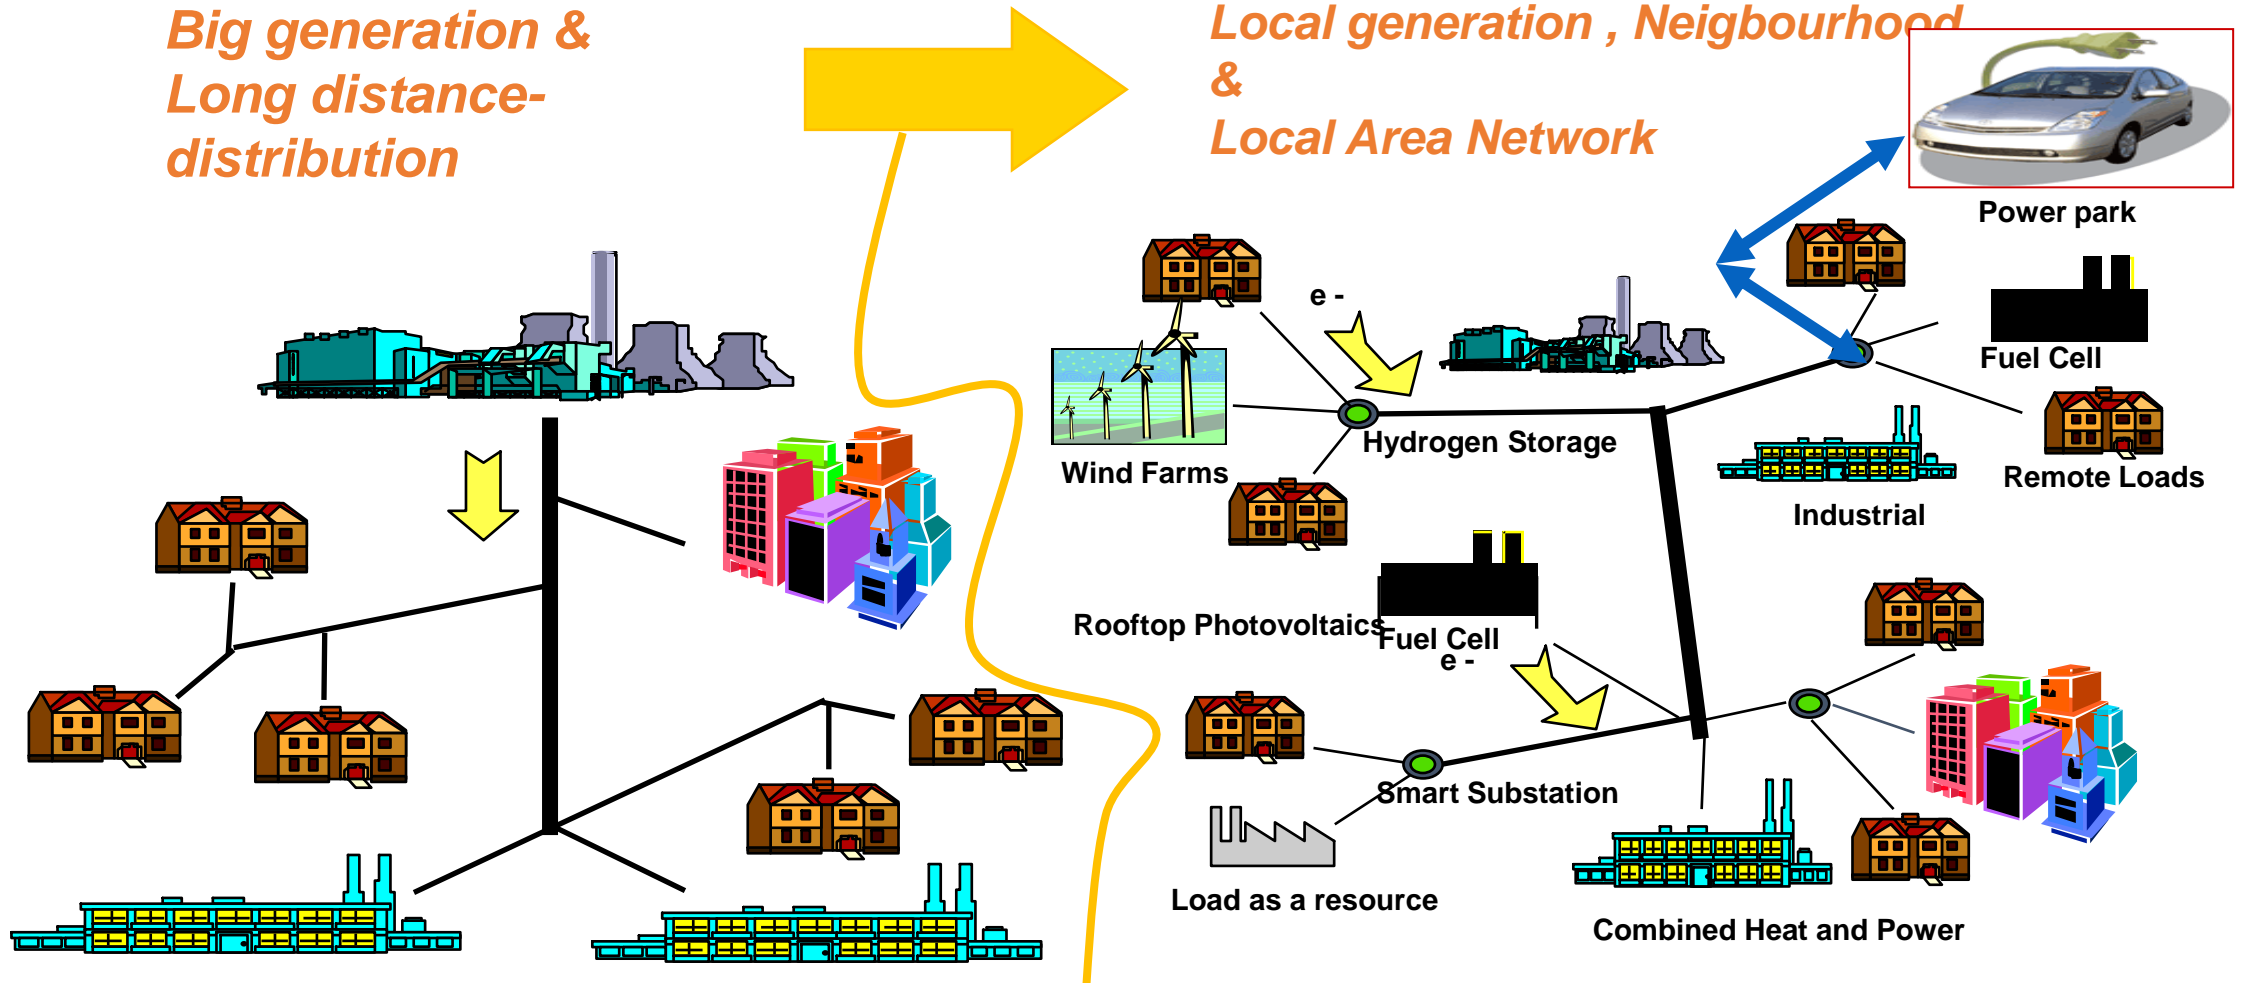 Big generation &
Long distance-
distribution
Local generation , Neigbourhood
&
Local Area Network
Power park
e -
Fuel Cell
Hydrogen Storage
Wind Farms
Remote Loads
Industrial
Rooftop Photovoltaics
Fuel Cell
e -
Smart Substation
Load as a resource
Combined Heat and Power